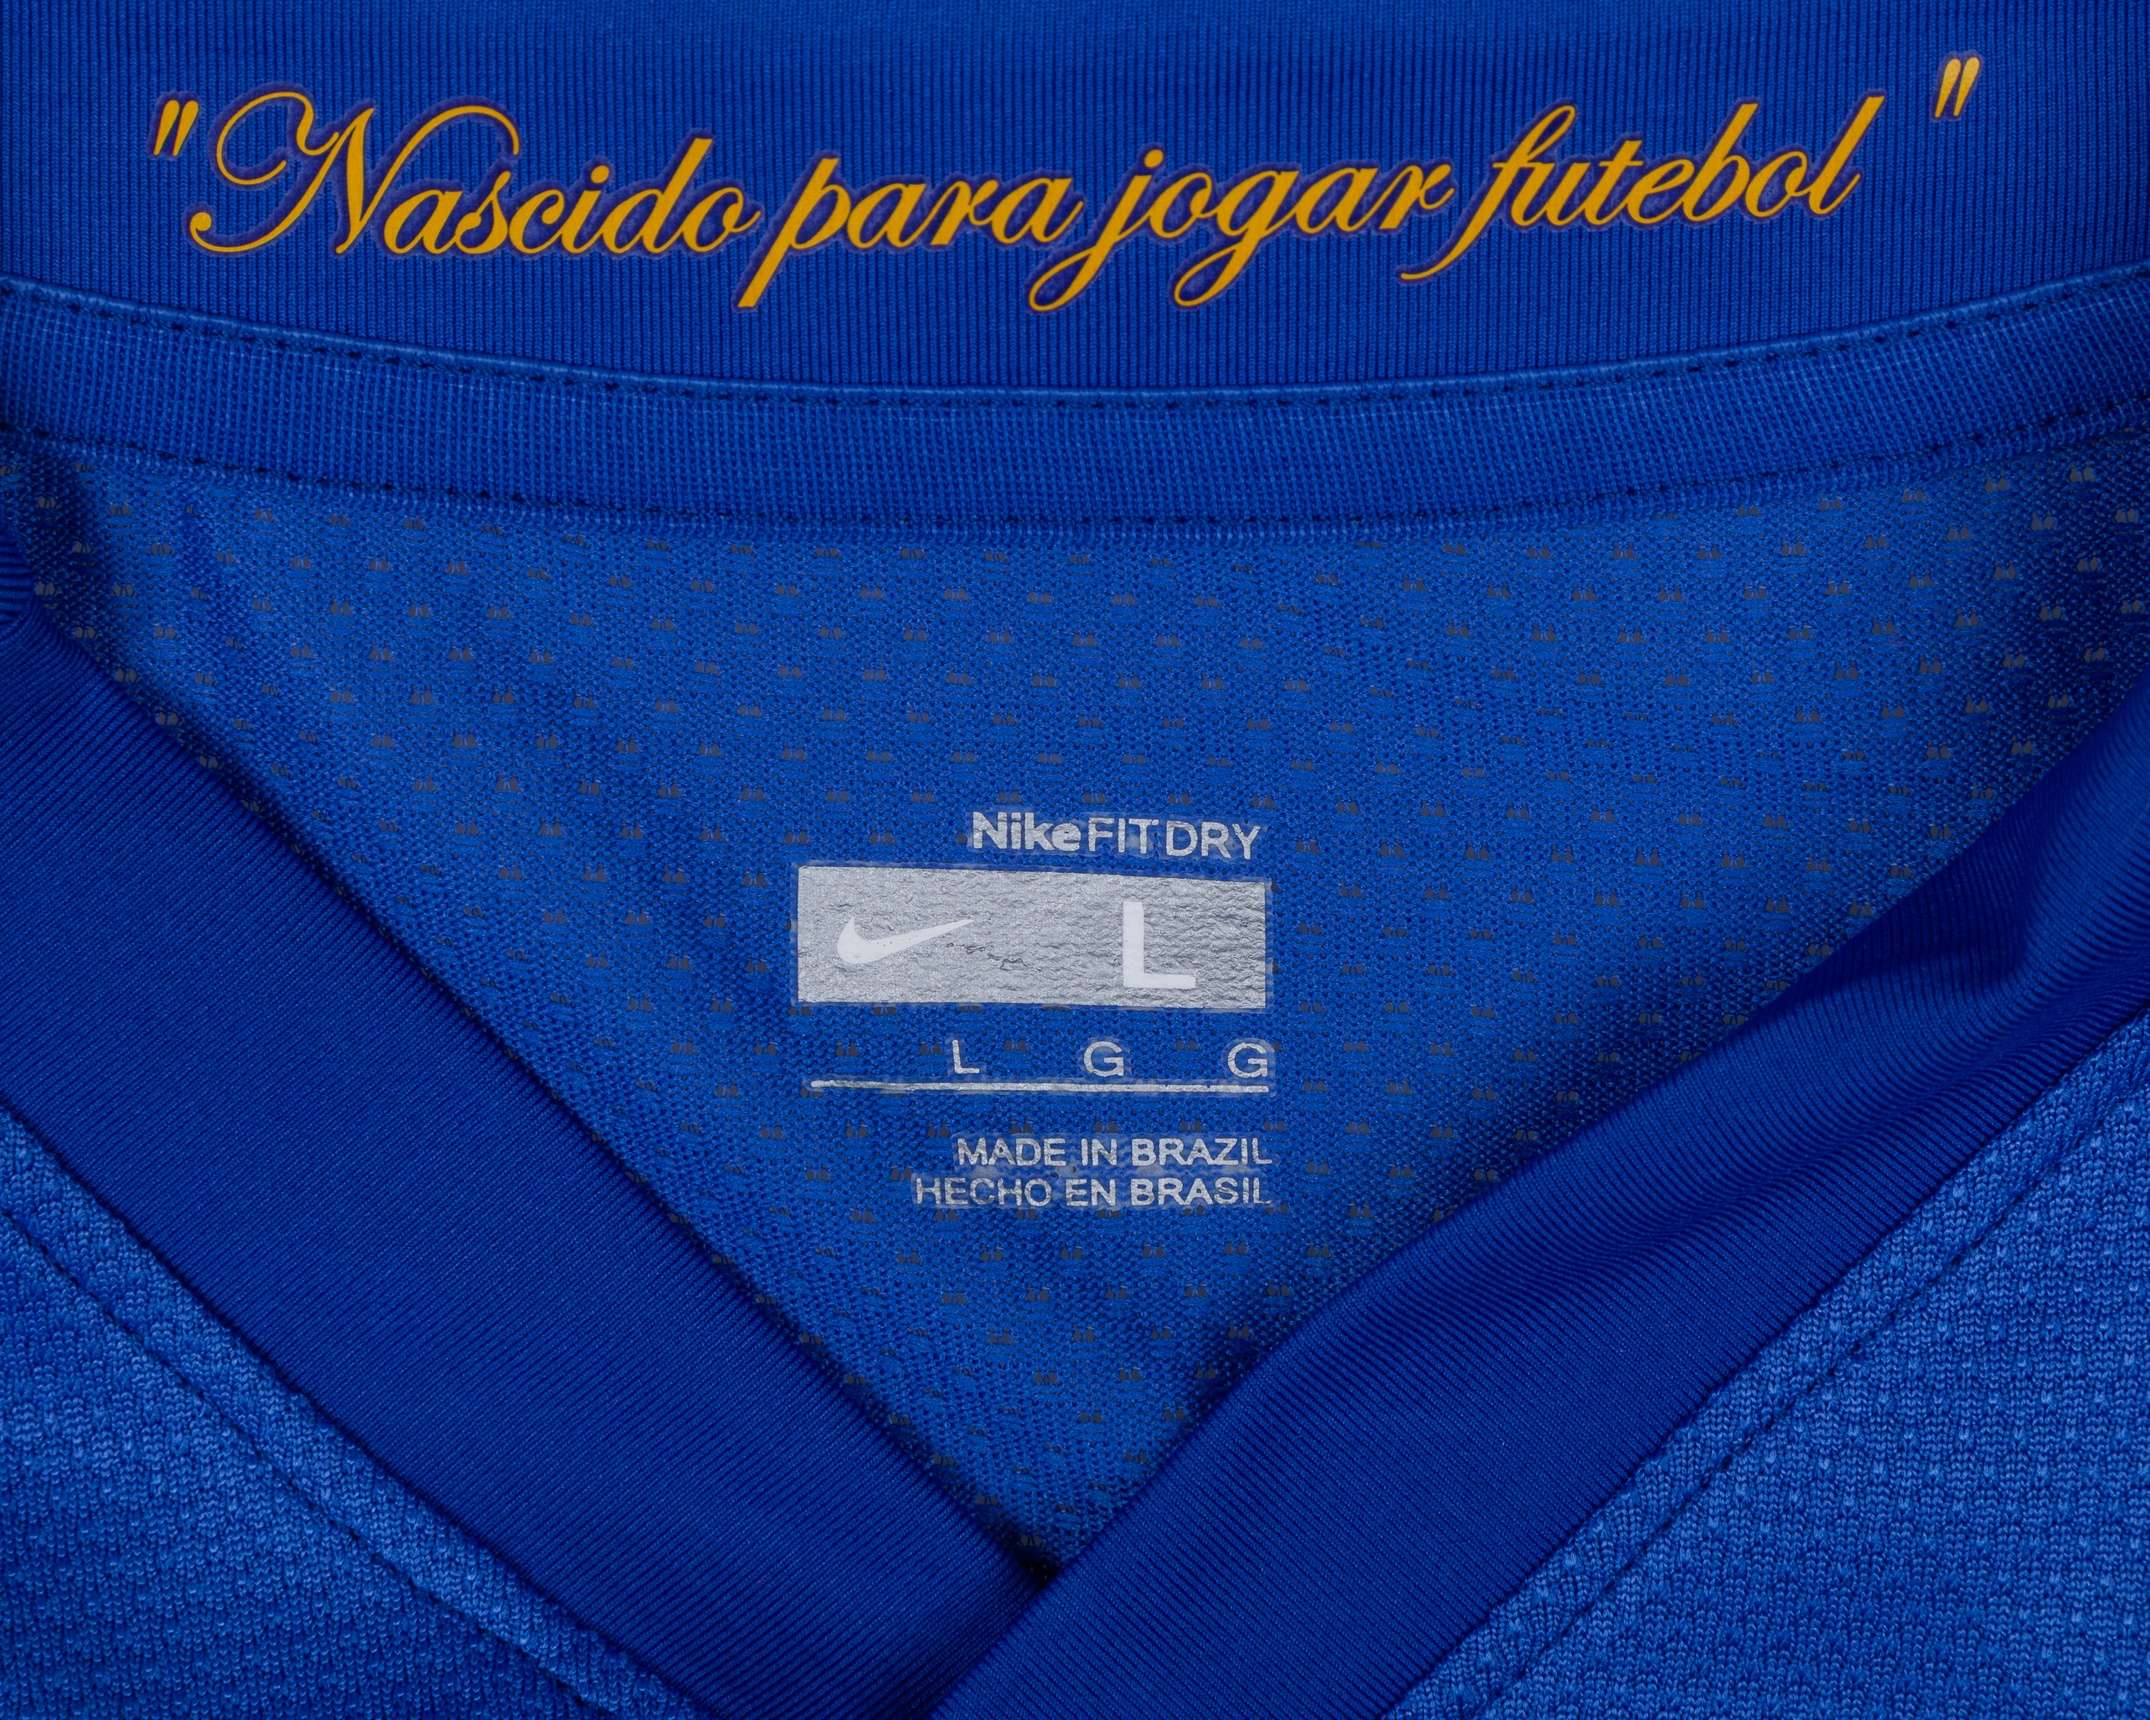 "Nascido para jogar futebol"
NikeFIT DRY
L
L G G
MADE IN BRAZIL
HECHO EN BRASIL